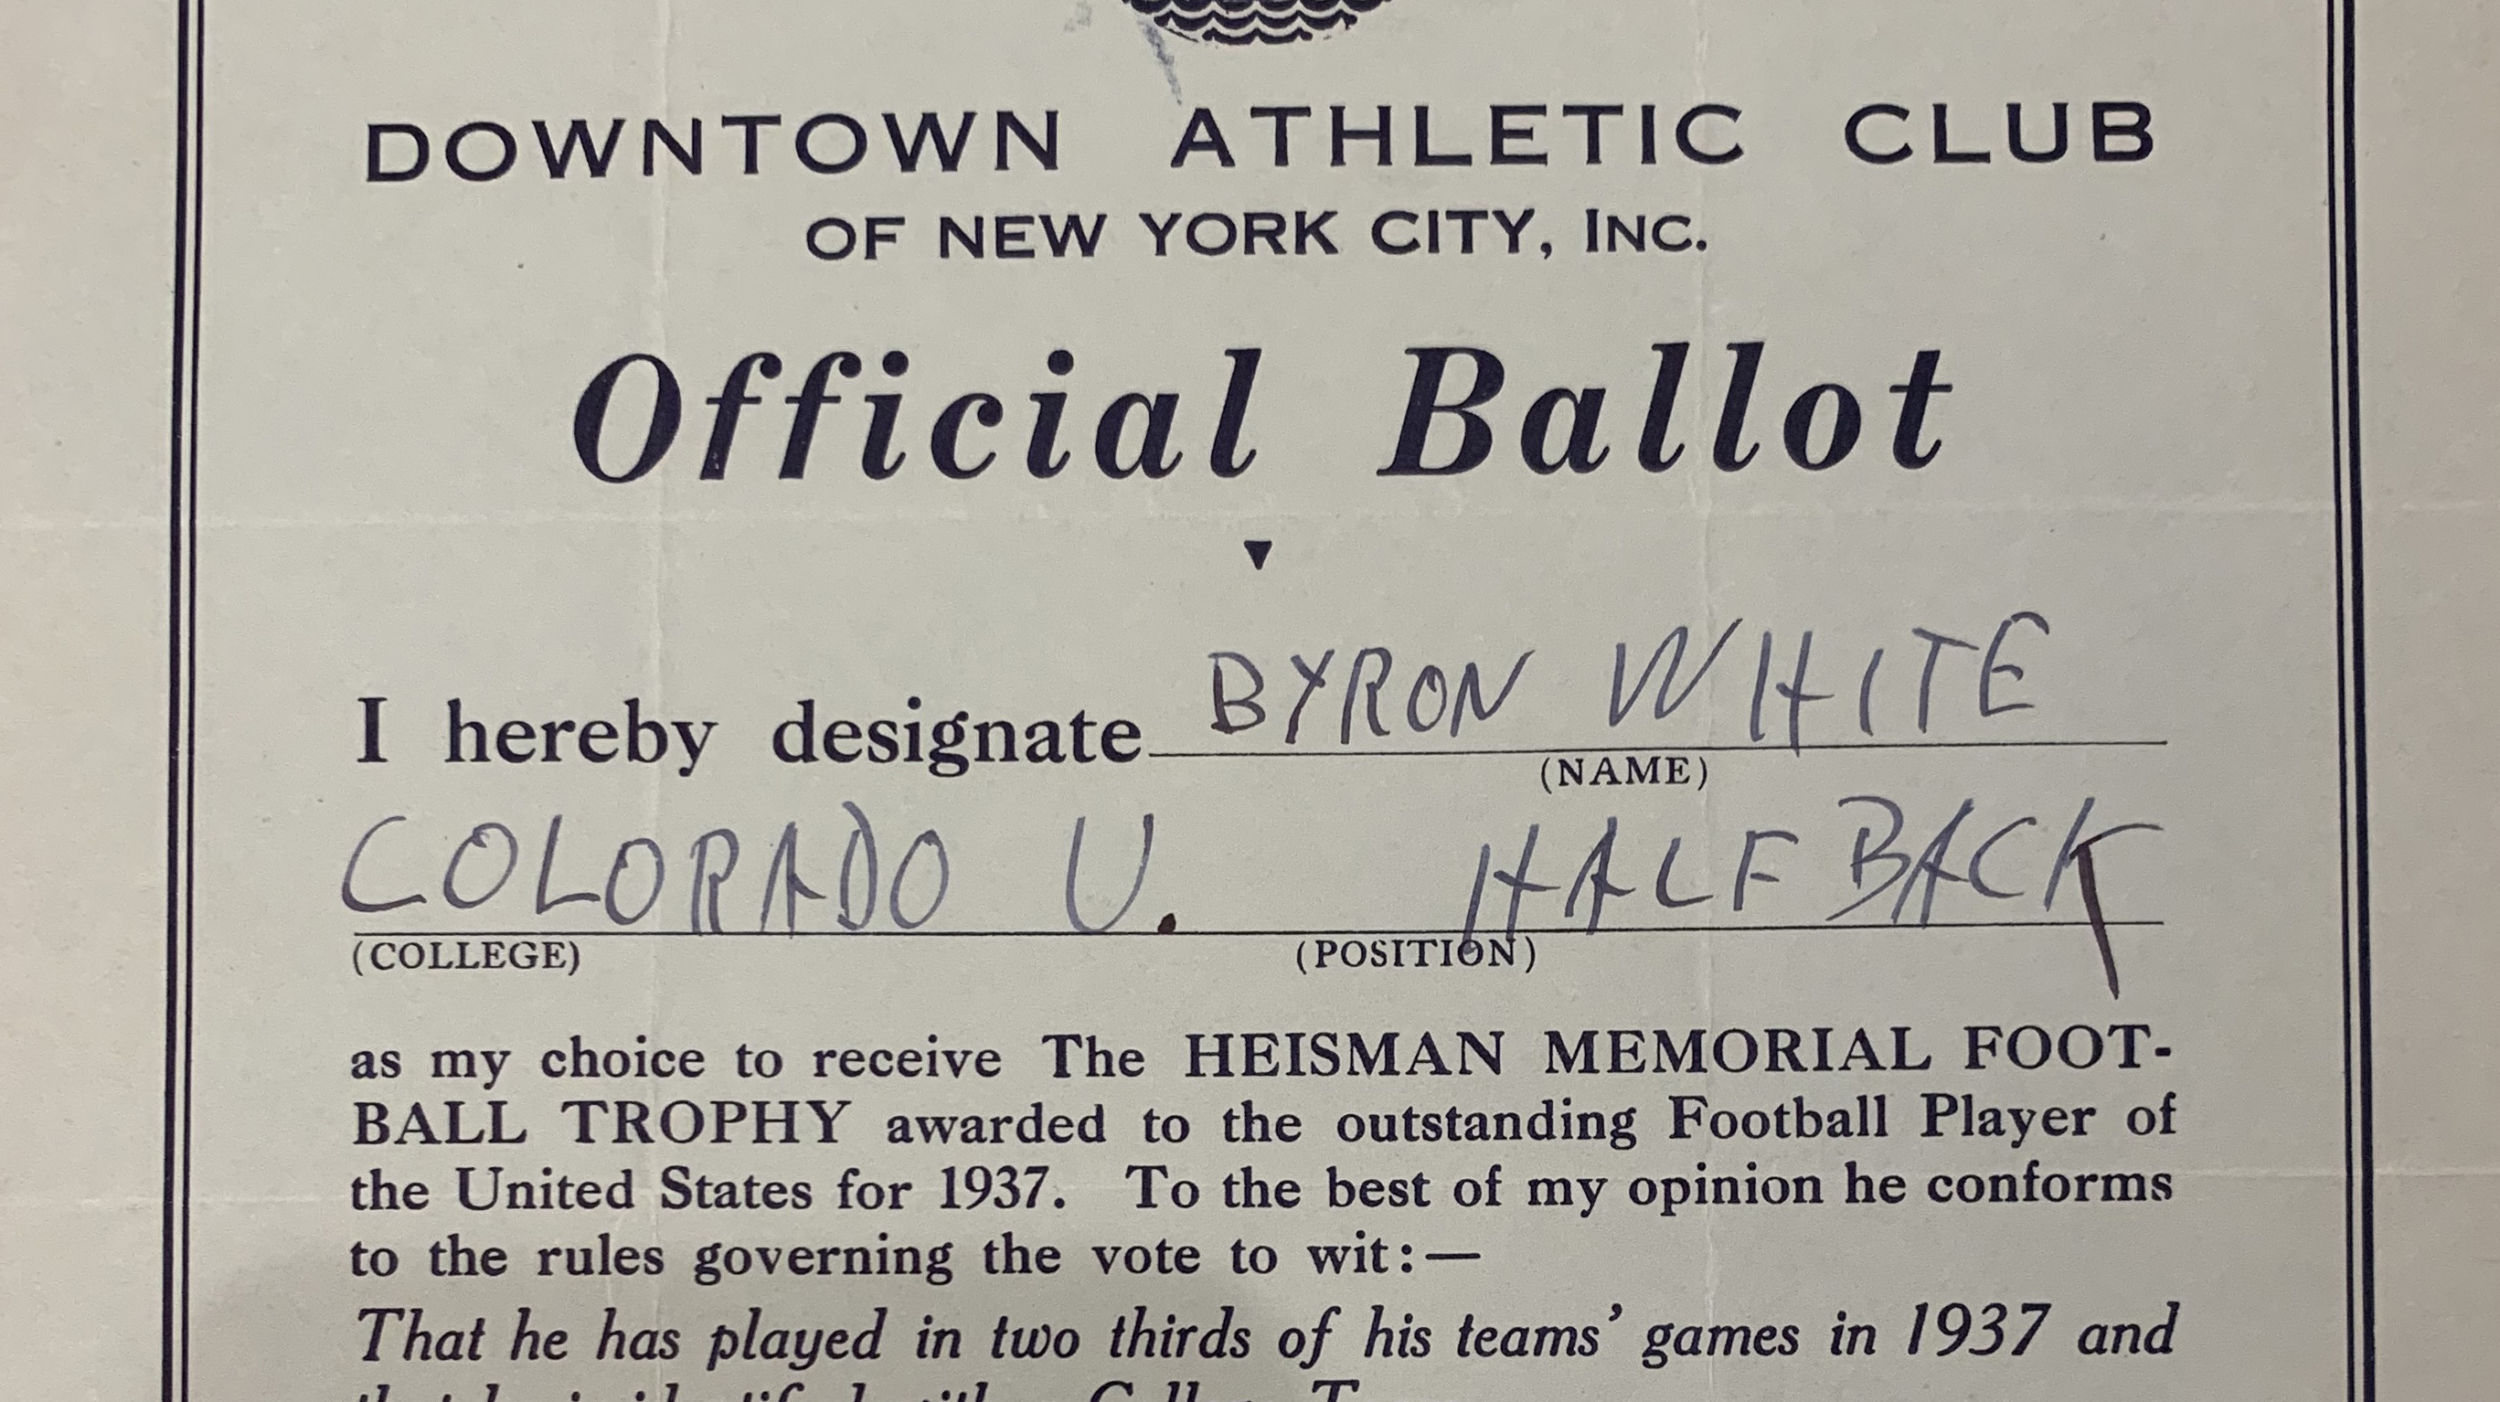 DOWNTOWN ATHLETIC CLUB
OF NEW YORK CITY, INC.
Official Ballot
I hereby designate BYRON WHITE
(NAME)
COLORADO U. HALFBACK
(COLLEGE) (POSITION)
as my choice to receive The HEISMAN MEMORIAL FOOT-
BALL TROPHY awarded to the outstanding Football Player of
the United States for 1937. To the best of my opinion he conforms
to the rules governing the vote to wit:—
That he has played in two thirds of his teams' games in 1937 and